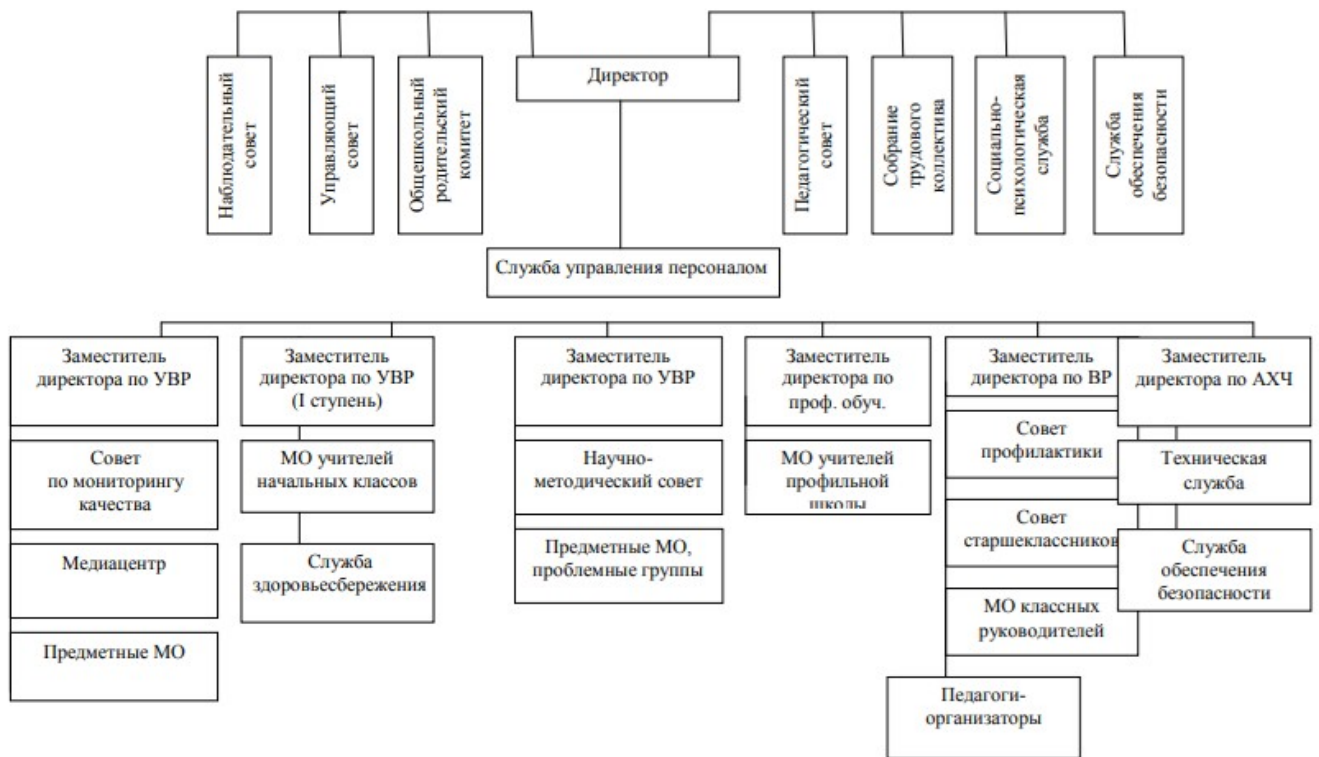 Наблюдательный
совет
Управляющий
совет
Общешкольный
родительский
комитет
Директор
Педагогический
совет
Собрание
трудового
коллектива
Социально-
психологическая
служба
Служба
обеспечения
безопасности
Служба управления персоналом
Заместитель
директора по УВР
Совет
по мониторингу
качества
Медиацентр
Предметные МО
Заместитель
директора по УВР
(I ступень)
МО учителей
начальных классов
Служба
здоровьесбережения
Заместитель
директора по УВР
Научно-
методический совет
Предметные МО,
проблемные группы
Заместитель
директора по
проф. обуч.
МО учителей
профильной
школы
Заместитель
директора по ВР
Совет
профилактики
Совет
старшеклассников
МО классных
руководителей
Педагоги-
организаторы
Заместитель
директора по АХЧ
Техническая
служба
Служба
обеспечения
безопасности